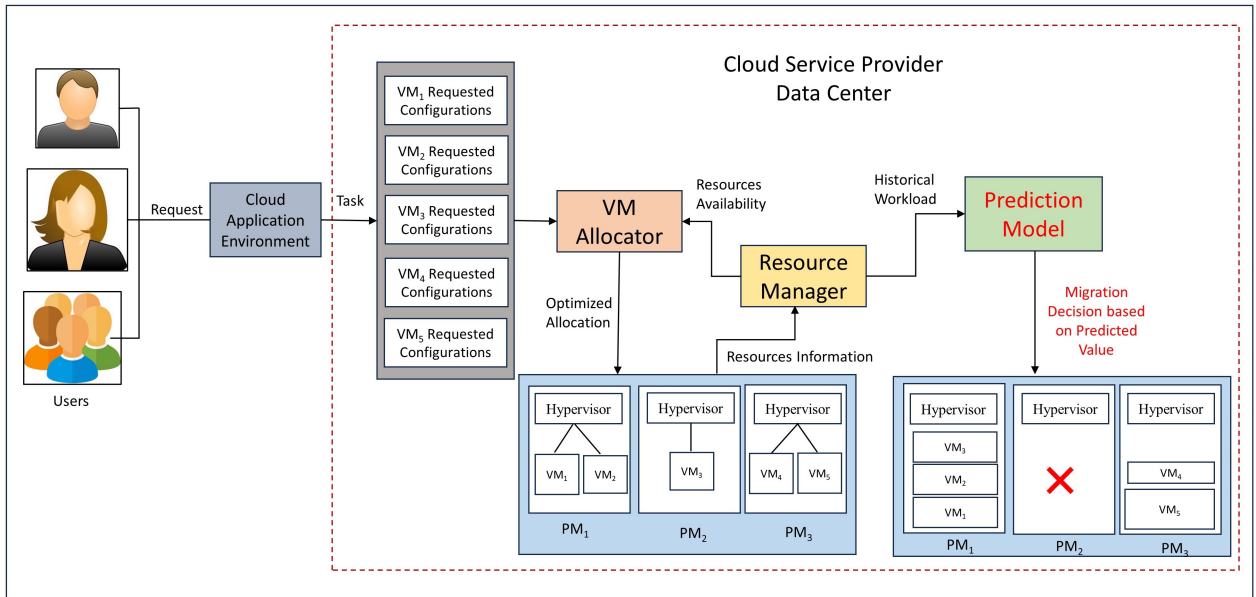 Cloud Service Provider
Data Center
Users
Request
Cloud
Application
Environment
Task
VM₁ Requested
Configurations
VM₂ Requested
Configurations
VM₃ Requested
Configurations
VM₄ Requested
Configurations
VM₅ Requested
Configurations
VM
Allocator
Resources
Availability
Resource
Manager
Historical
Workload
Prediction
Model
Optimized
Allocation
Resources Information
Migration
Decision based
on Predicted
Value
Hypervisor
VM₁
VM₂
PM₁
Hypervisor
VM₃
PM₂
Hypervisor
VM₄
VM₅
PM₃
Hypervisor
VM₃
VM₂
VM₁
PM₁
Hypervisor
PM₂
Hypervisor
VM₄
VM₅
PM₃